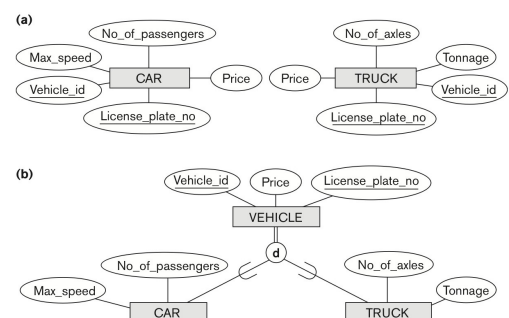 (a)
No_of_passengers
No_of_axles
Max_speed
Tonnage
CAR
Price
Price
TRUCK
Vehicle_id
Vehicle_id
License_plate_no
License_plate_no
(b)
Vehicle_id
Price
License_plate_no
VEHICLE
d
No_of_passengers
No_of_axles
Max_speed
Tonnage
CAR
TRUCK